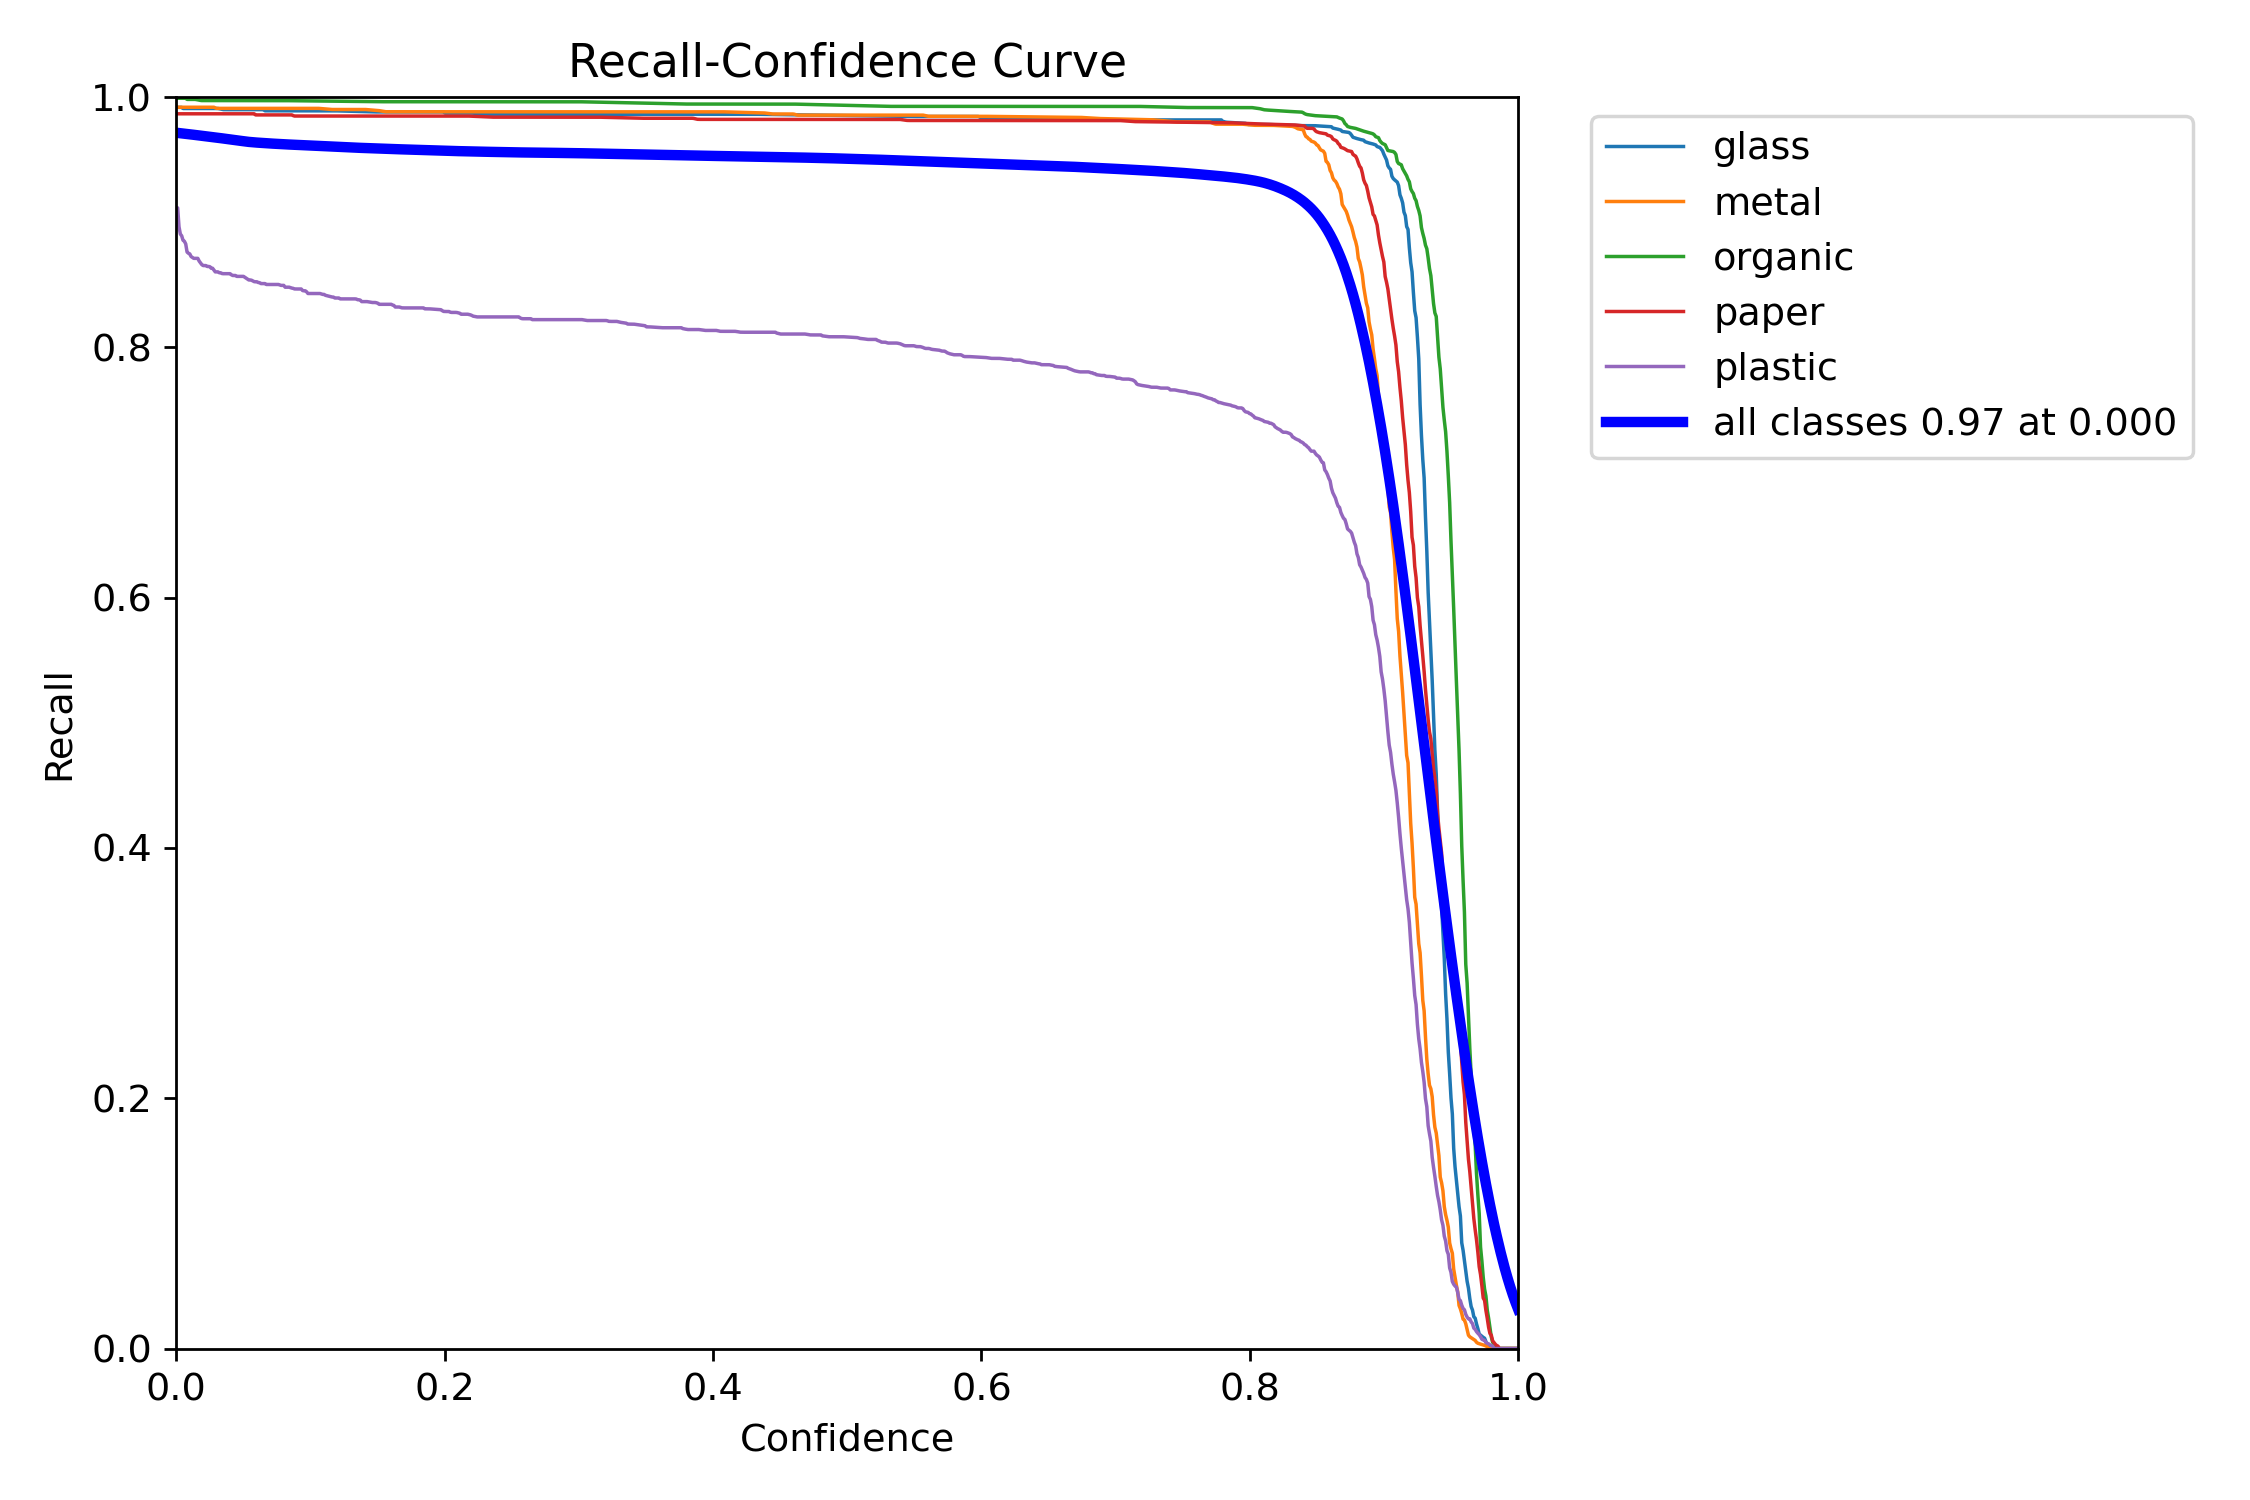 Recall-Confidence Curve
1.0
0.8
0.6
0.4
0.2
0.0
Recall
0.0 0.2 0.4 0.6 0.8 1.0
Confidence
glass
metal
organic
paper
plastic
all classes 0.97 at 0.000